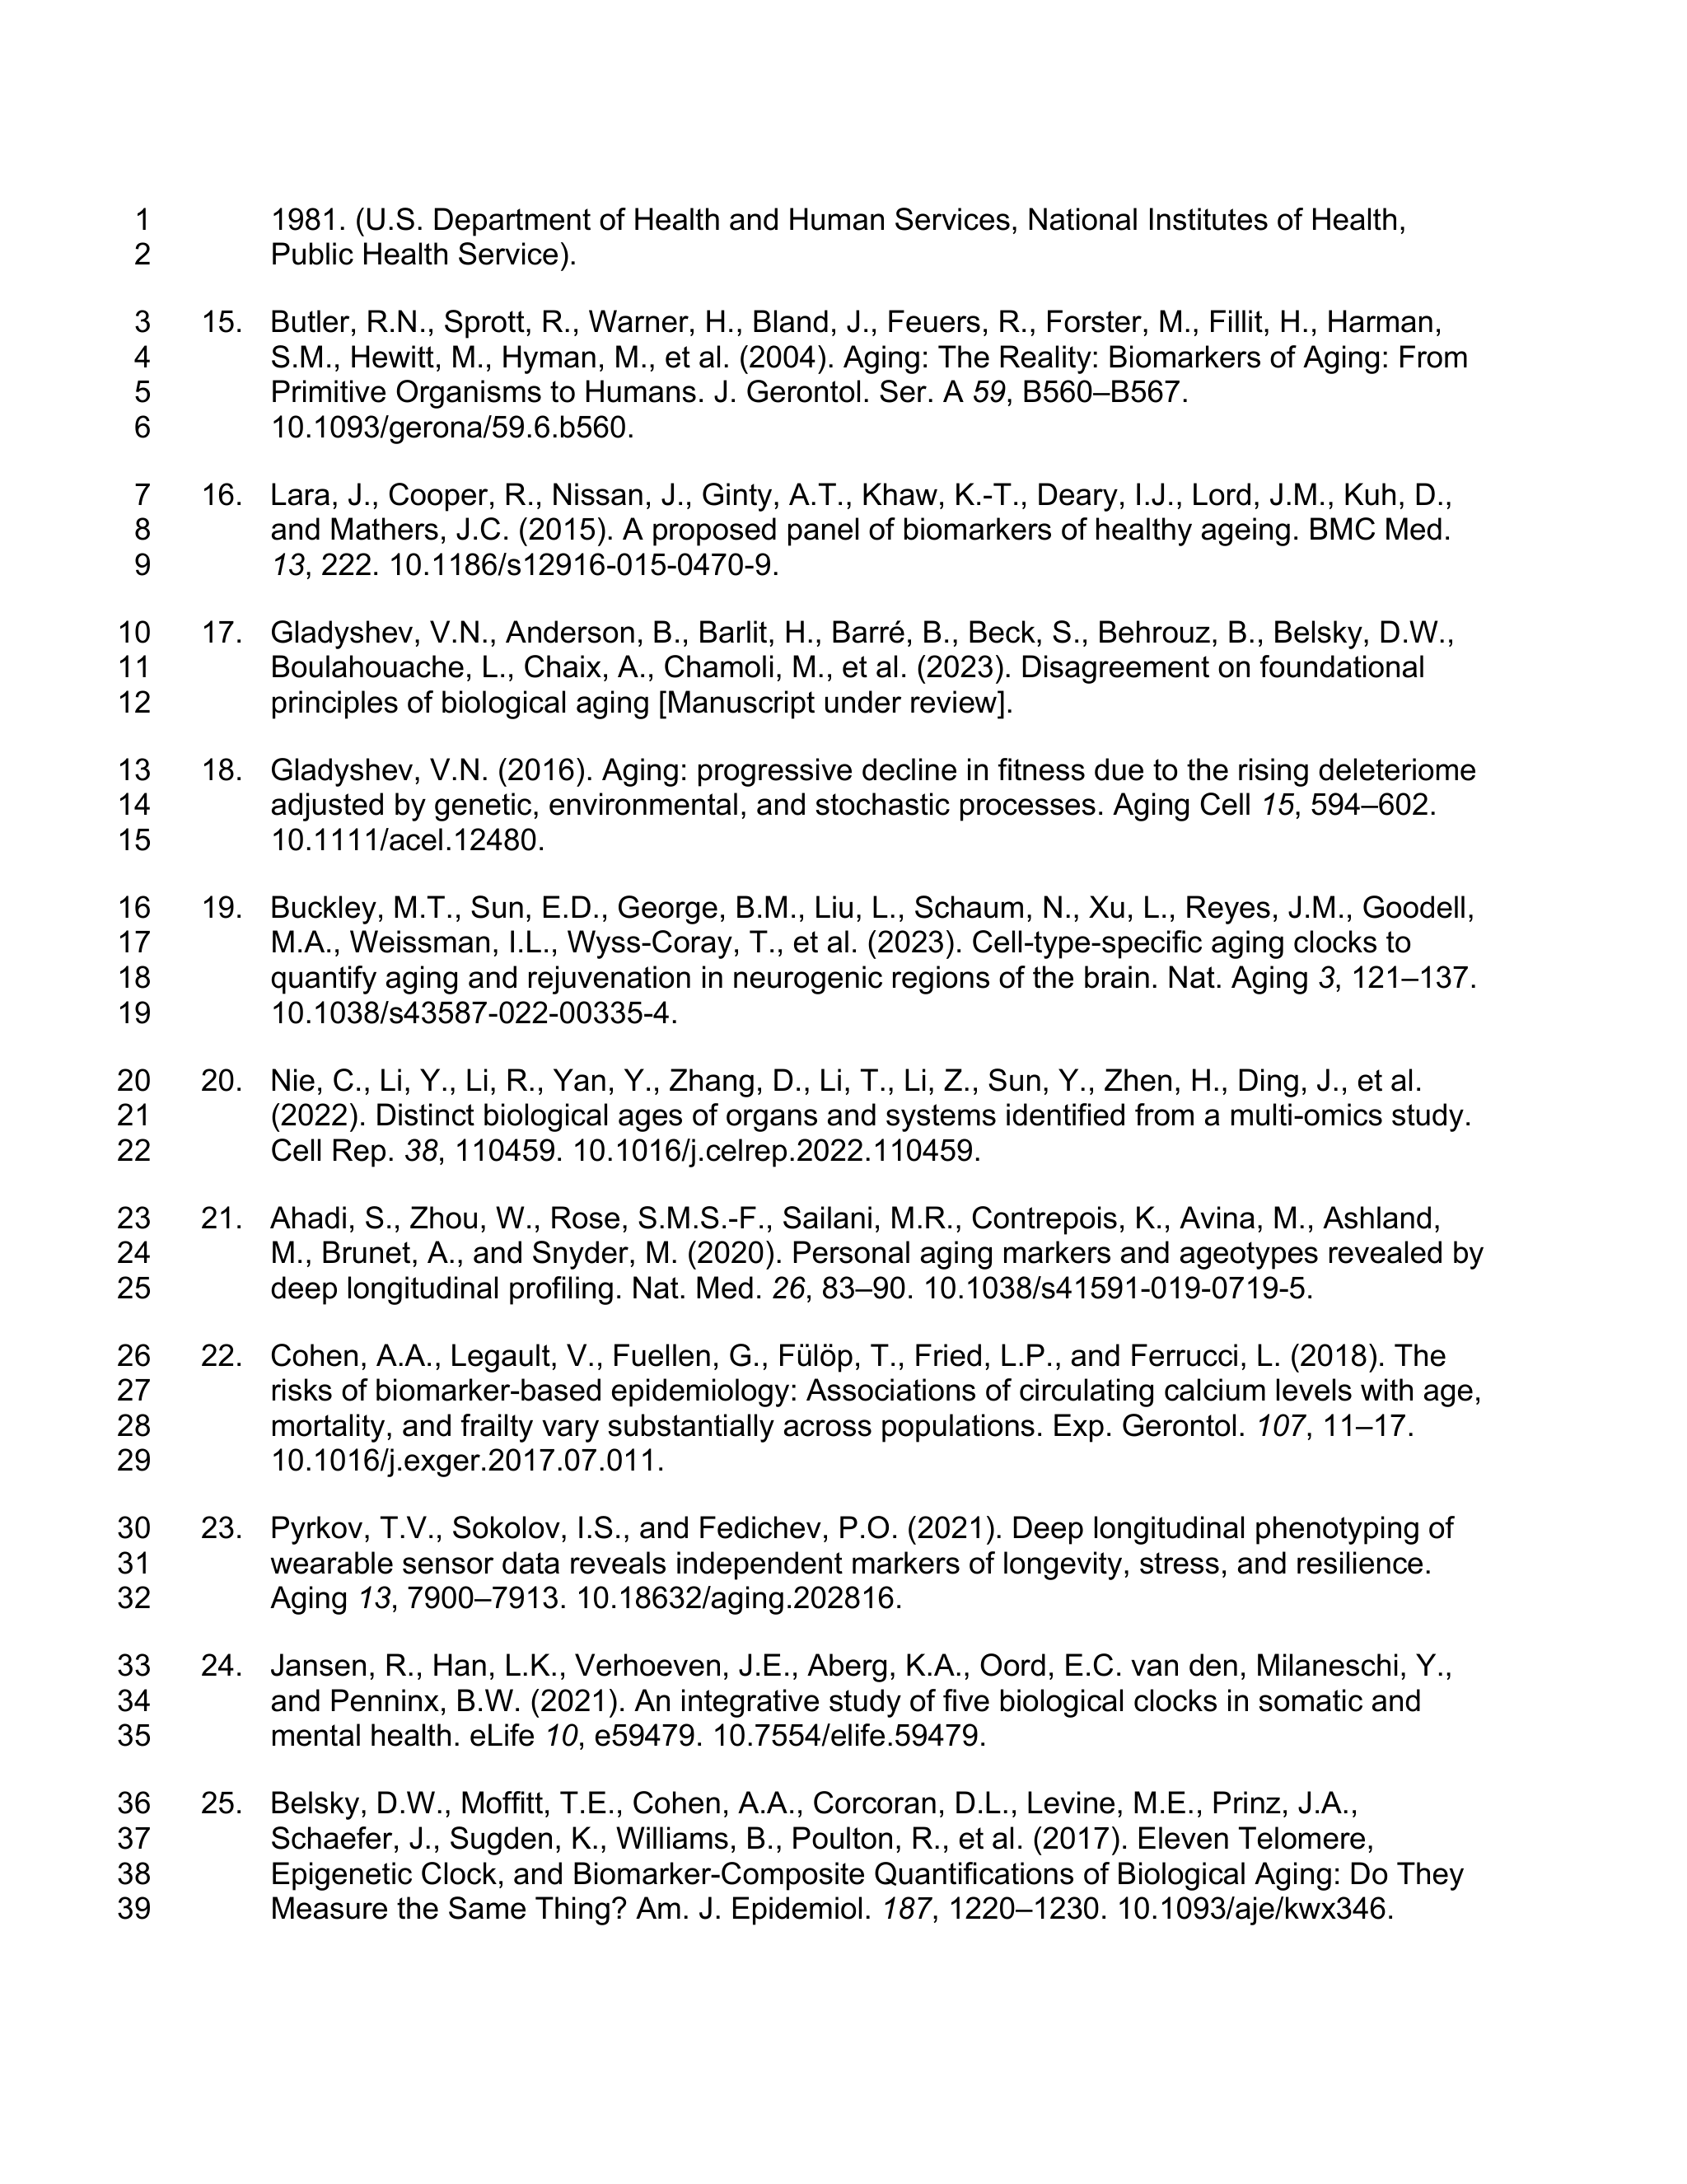 1 1981. (U.S. Department of Health and Human Services, National Institutes of Health,
2 Public Health Service).
3 15. Butler, R.N., Sprott, R., Warner, H., Bland, J., Feuers, R., Forster, M., Fillit, H., Harman,
4 S.M., Hewitt, M., Hyman, M., et al. (2004). Aging: The Reality: Biomarkers of Aging: From
5 Primitive Organisms to Humans. J. Gerontol. Ser. A 59, B560–B567.
6 10.1093/gerona/59.6.b560.
7 16. Lara, J., Cooper, R., Nissan, J., Ginty, A.T., Khaw, K.-T., Deary, I.J., Lord, J.M., Kuh, D.,
8 and Mathers, J.C. (2015). A proposed panel of biomarkers of healthy ageing. BMC Med.
9 13, 222. 10.1186/s12916-015-0470-9.
10 17. Gladyshev, V.N., Anderson, B., Barlit, H., Barré, B., Beck, S., Behrouz, B., Belsky, D.W.,
11 Boulahouache, L., Chaix, A., Chamoli, M., et al. (2023). Disagreement on foundational
12 principles of biological aging [Manuscript under review].
13 18. Gladyshev, V.N. (2016). Aging: progressive decline in fitness due to the rising deleteriome
14 adjusted by genetic, environmental, and stochastic processes. Aging Cell 15, 594–602.
15 10.1111/acel.12480.
16 19. Buckley, M.T., Sun, E.D., George, B.M., Liu, L., Schaum, N., Xu, L., Reyes, J.M., Goodell,
17 M.A., Weissman, I.L., Wyss-Coray, T., et al. (2023). Cell-type-specific aging clocks to
18 quantify aging and rejuvenation in neurogenic regions of the brain. Nat. Aging 3, 121–137.
19 10.1038/s43587-022-00335-4.
20 20. Nie, C., Li, Y., Li, R., Yan, Y., Zhang, D., Li, T., Li, Z., Sun, Y., Zhen, H., Ding, J., et al.
21 (2022). Distinct biological ages of organs and systems identified from a multi-omics study.
22 Cell Rep. 38, 110459. 10.1016/j.celrep.2022.110459.
23 21. Ahadi, S., Zhou, W., Rose, S.M.S.-F., Sailani, M.R., Contrepois, K., Avina, M., Ashland,
24 M., Brunet, A., and Snyder, M. (2020). Personal aging markers and ageotypes revealed by
25 deep longitudinal profiling. Nat. Med. 26, 83–90. 10.1038/s41591-019-0719-5.
26 22. Cohen, A.A., Legault, V., Fuellen, G., Fülöp, T., Fried, L.P., and Ferrucci, L. (2018). The
27 risks of biomarker-based epidemiology: Associations of circulating calcium levels with age,
28 mortality, and frailty vary substantially across populations. Exp. Gerontol. 107, 11–17.
29 10.1016/j.exger.2017.07.011.
30 23. Pyrkov, T.V., Sokolov, I.S., and Fedichev, P.O. (2021). Deep longitudinal phenotyping of
31 wearable sensor data reveals independent markers of longevity, stress, and resilience.
32 Aging 13, 7900–7913. 10.18632/aging.202816.
33 24. Jansen, R., Han, L.K., Verhoeven, J.E., Aberg, K.A., Oord, E.C. van den, Milaneschi, Y.,
34 and Penninx, B.W. (2021). An integrative study of five biological clocks in somatic and
35 mental health. eLife 10, e59479. 10.7554/elife.59479.
36 25. Belsky, D.W., Moffitt, T.E., Cohen, A.A., Corcoran, D.L., Levine, M.E., Prinz, J.A.,
37 Schaefer, J., Sugden, K., Williams, B., Poulton, R., et al. (2017). Eleven Telomere,
38 Epigenetic Clock, and Biomarker-Composite Quantifications of Biological Aging: Do They
39 Measure the Same Thing? Am. J. Epidemiol. 187, 1220–1230. 10.1093/aje/kwx346.